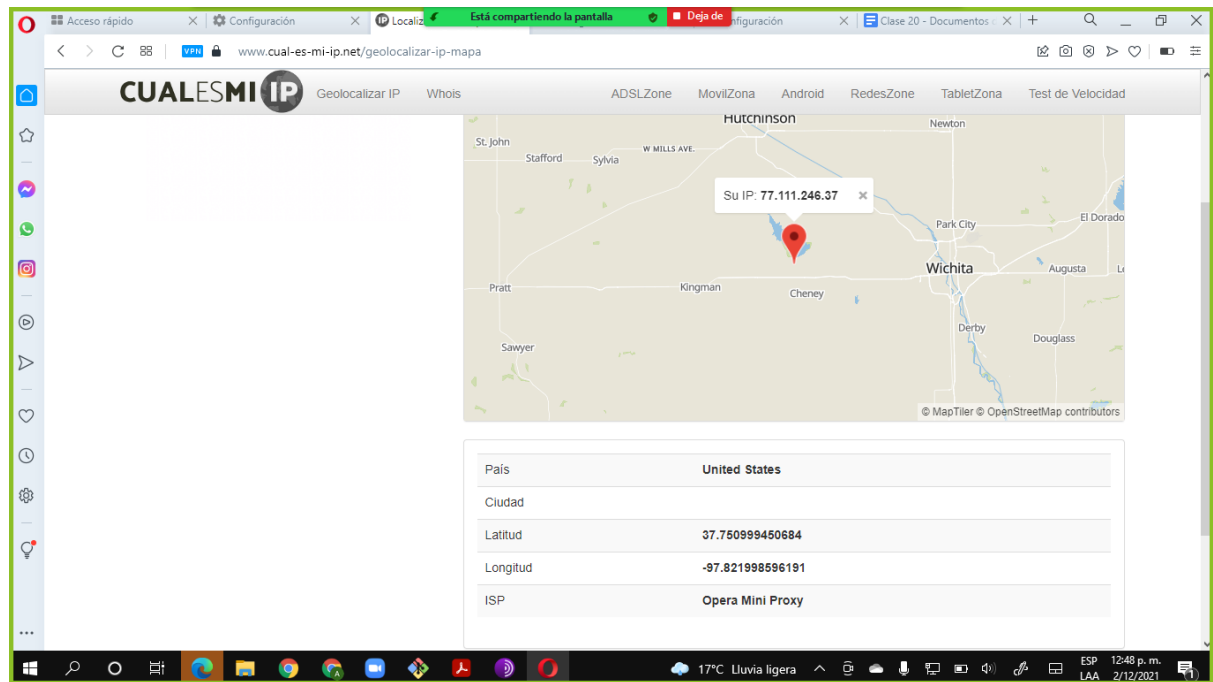 Acceso rápido
Configuración
Localiz
Está compartiendo la pantalla
Deja de
nfiguración
Clase 20 - Documentos
VPN
www.cual-es-mi-ip.net/geolocalizar-ip-mapa
CUALESMI IP
Geolocalizar IP
Whois
ADSLZone
MovilZona
Android
RedesZone
TabletZona
Test de Velocidad
Hutchinson
Newton
St. John
Stafford
Sylvia
W MILLS AVE.
Su IP: 77.111.246.37
Park City
El Dorado
Wichita
Augusta
Pratt
Kingman
Cheney
Derby
Douglass
Sawyer
© MapTiler © OpenStreetMap contributors
País United States
Ciudad
Latitud 37.750999450684
Longitud -97.821998596191
ISP Opera Mini Proxy
17°C Lluvia ligera
ESP
LAA
12:48 p. m.
2/12/2021
1